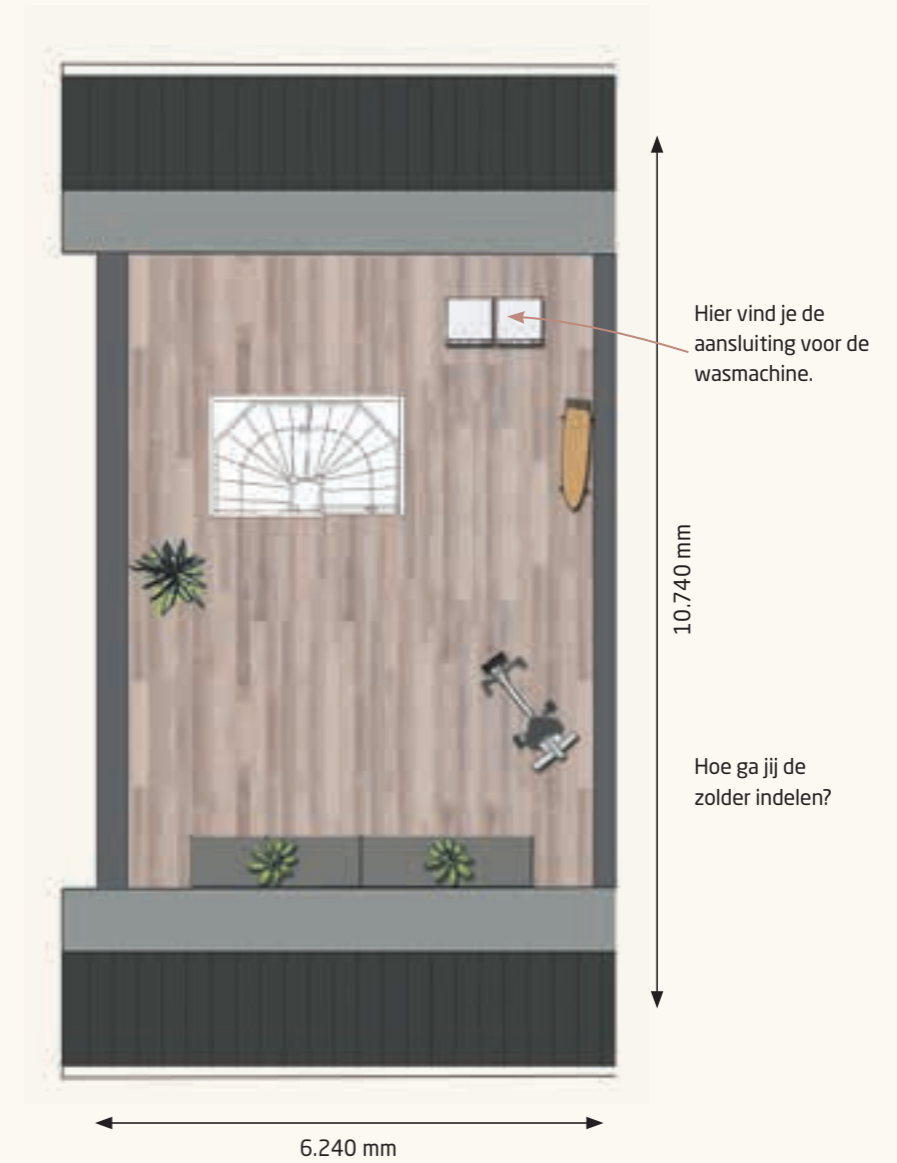 Hier vind je de
aansluiting voor de
wasmachine.
10.740 mm
Hoe ga jij de
zolder indelen?
6.240 mm